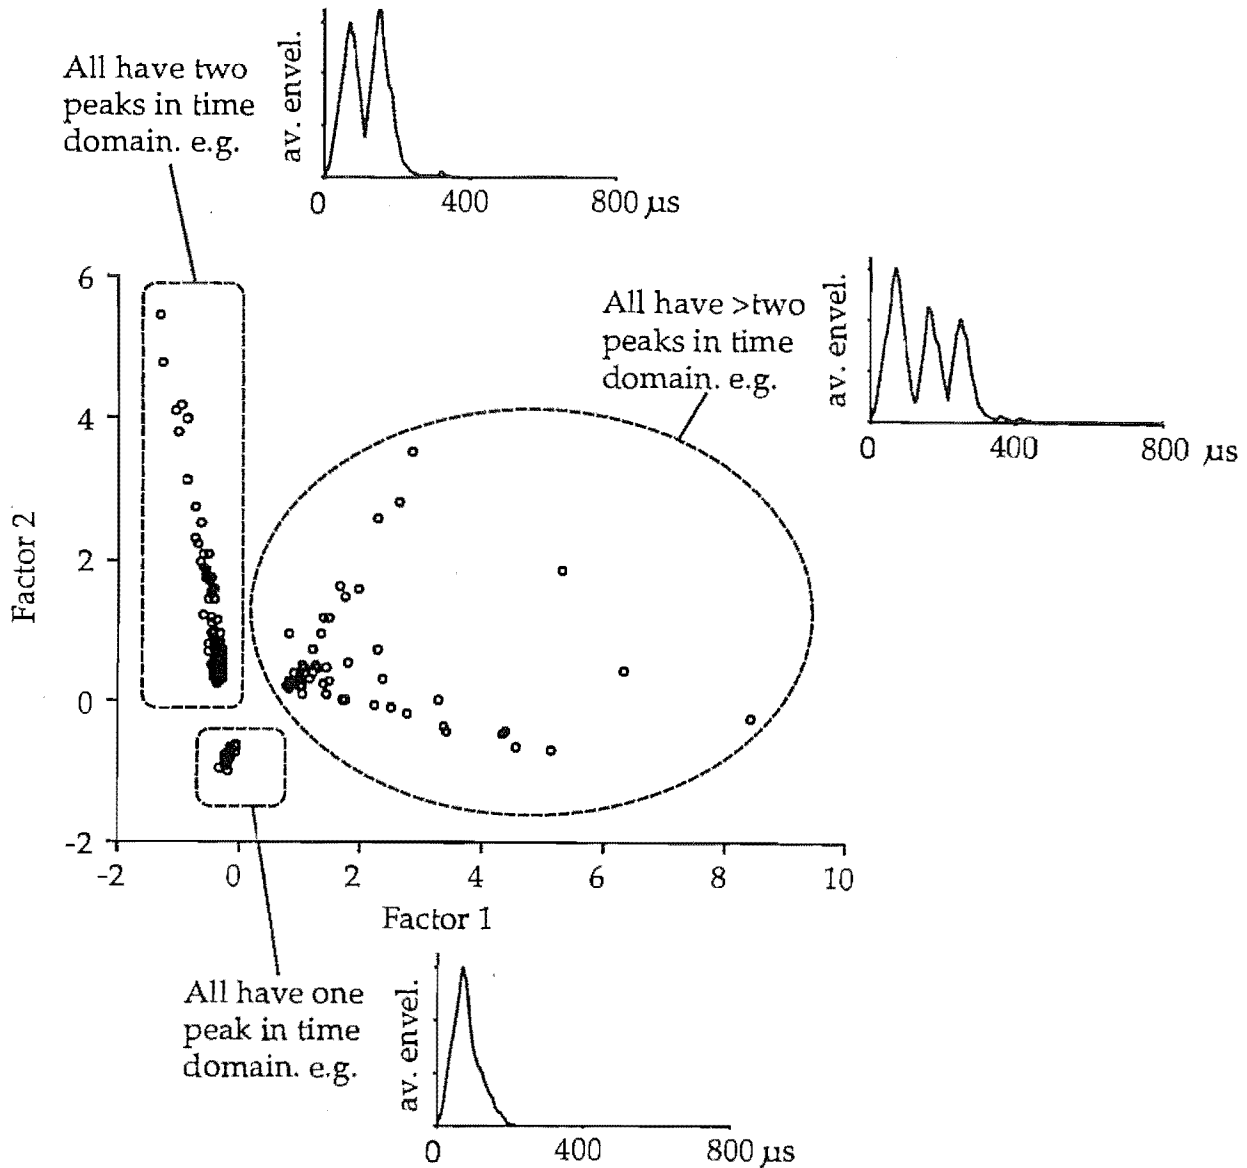 All have two
peaks in time
domain. e.g.
av. envel.
0 400 800 µs
All have >two
peaks in time
domain. e.g.
av. envel.
0 400 800 µs
Factor 2
6
4
2
0
-2
-2 0 2 4 6 8 10
Factor 1
All have one
peak in time
domain. e.g.
av. envel.
0 400 800 µs